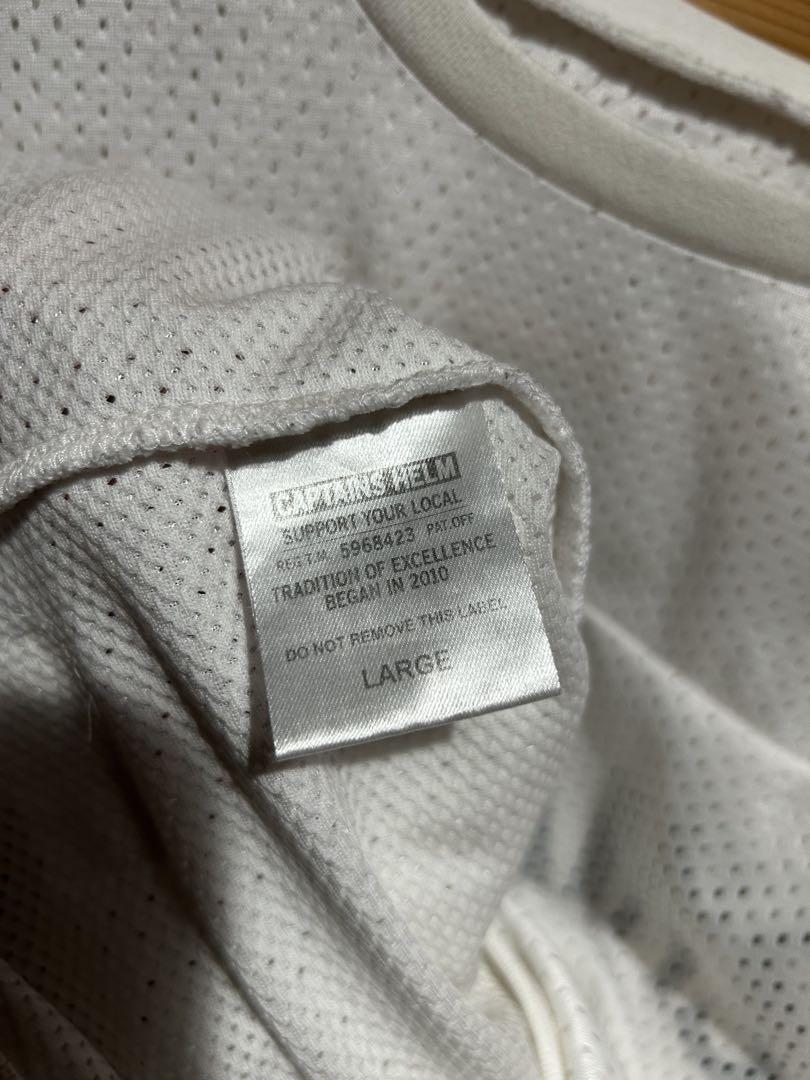 CAPTAINS HELM
SUPPORT YOUR LOCAL
REG.T.M. 5968423 PAT.OFF
TRADITION OF EXCELLENCE
BEGAN IN 2010
DO NOT REMOVE THIS LABEL
LARGE